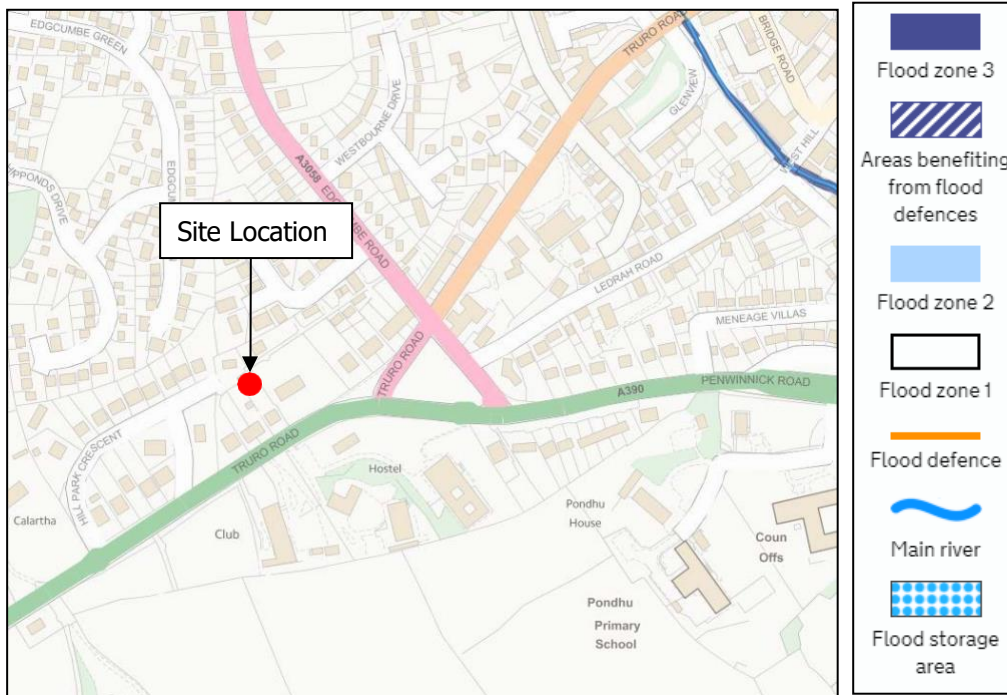 EDGCUMBE GREEN
TRURO ROAD
BRIDGE ROAD
GLENVIEW
WESTBOURNE DRIVE
A3058
EDGCUMBE ROAD
Site Location
LEDRAH ROAD
MENEAGE VILLAS
TRURO ROAD
A390
PENWINNICK ROAD
TRURO ROAD
HILL PARK CRESCENT
Hostel
Calartha
Club
Pondhu
House
Coun
Offs
Pondhu
Primary
School
Flood zone 3
Areas benefiting
from flood
defences
Flood zone 2
Flood zone 1
Flood defence
Main river
Flood storage
area